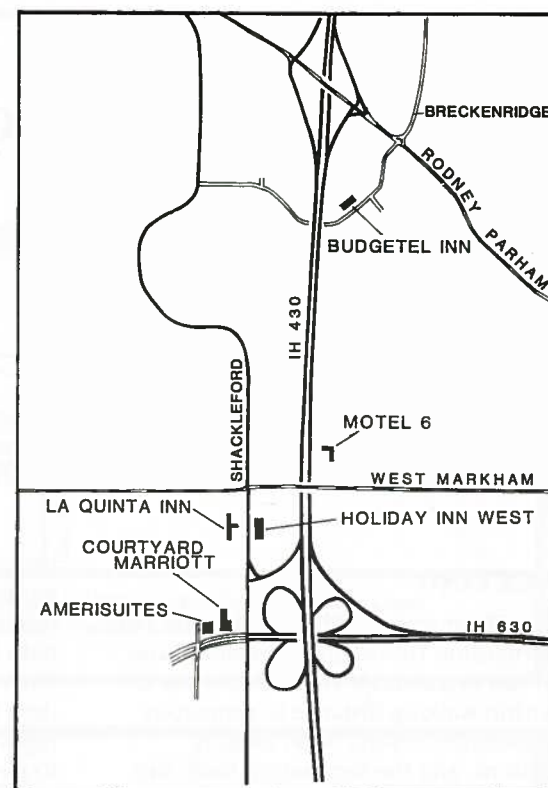 BRECKENRIDGE
RODNEY PARHAM
BUDGETEL INN
IH 430
SHACKLEFORD
MOTEL 6
WEST MARKHAM
LA QUINTA INN
HOLIDAY INN WEST
COURTYARD
MARRIOTT
AMERISUITES
IH 630